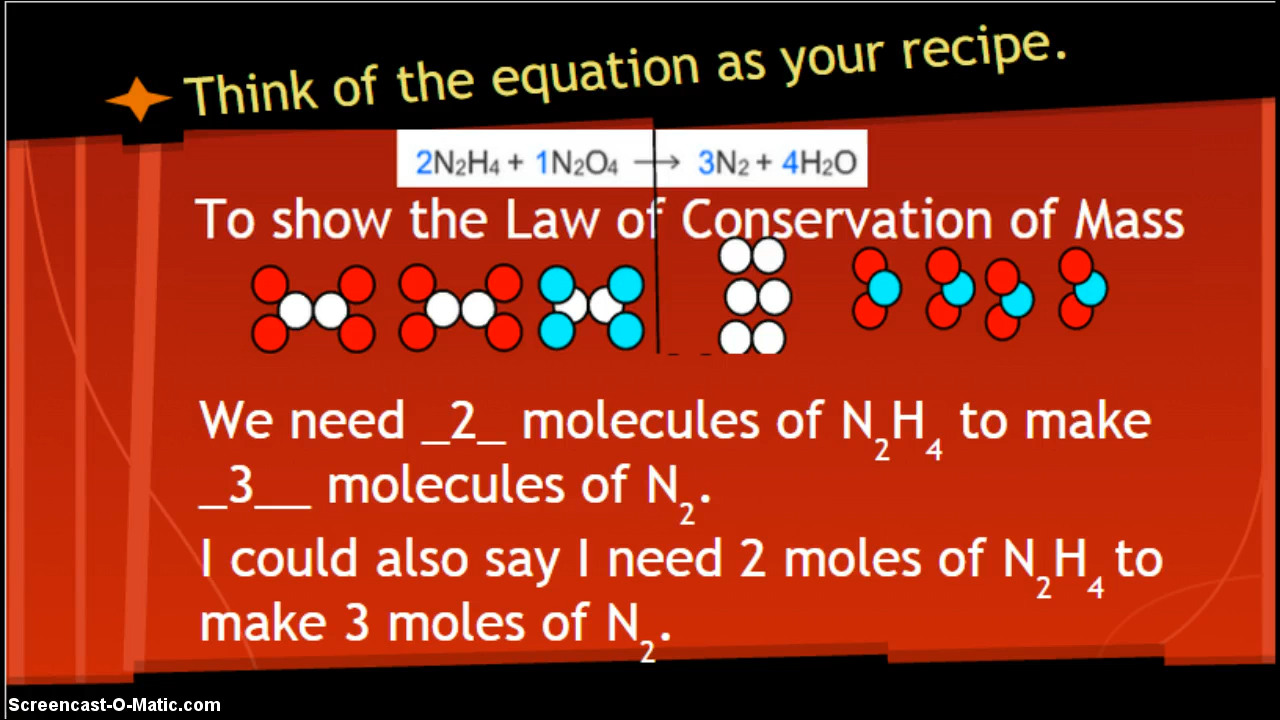 Think of the equation as your recipe.
2N₂H₄ + 1N₂O₄ → 3N₂ + 4H₂O
To show the Law of Conservation of Mass
We need _2_ molecules of N₂H₄ to make
_3__ molecules of N₂.
I could also say I need 2 moles of N₂H₄ to
make 3 moles of N₂.
Screencast-O-Matic.com